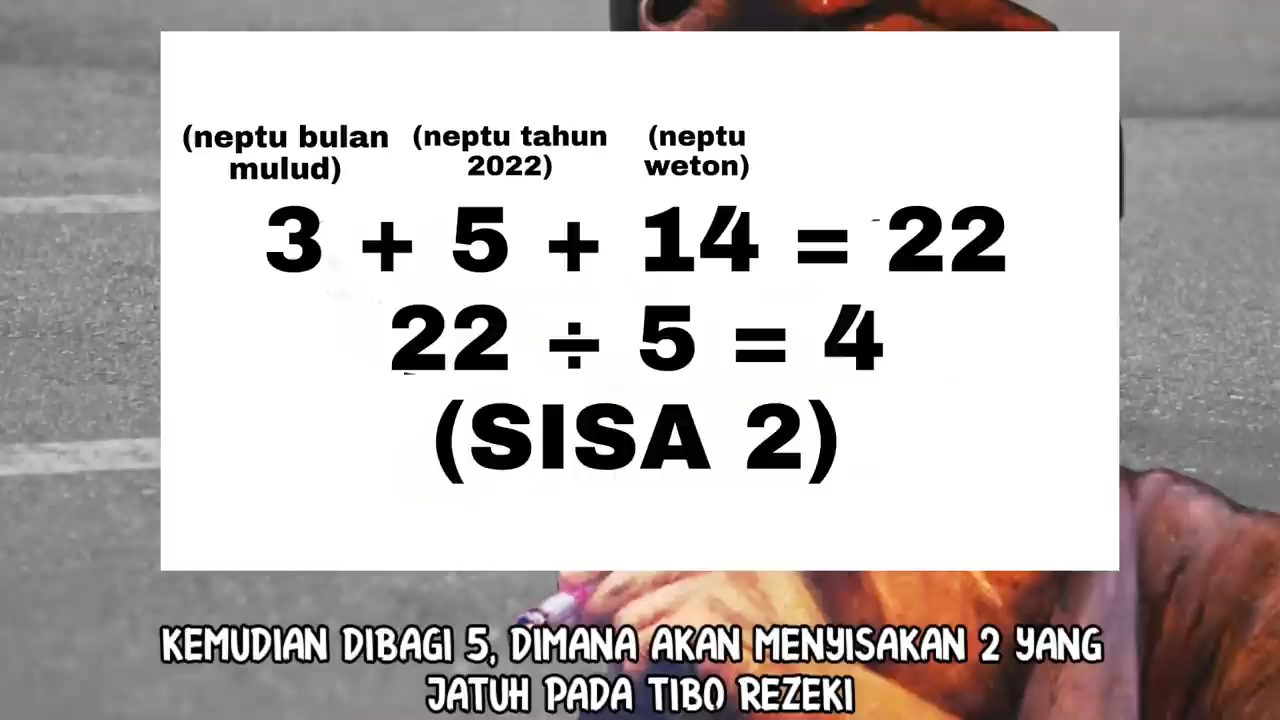 (neptu bulan mulud) (neptu tahun 2022) (neptu weton)
3 + 5 + 14 = 22
22 ÷ 5 = 4
(SISA 2)
KEMUDIAN DIBAGI 5, DIMANA AKAN MENYISAKAN 2 YANG
JATUH PADA TIBO REZEKI